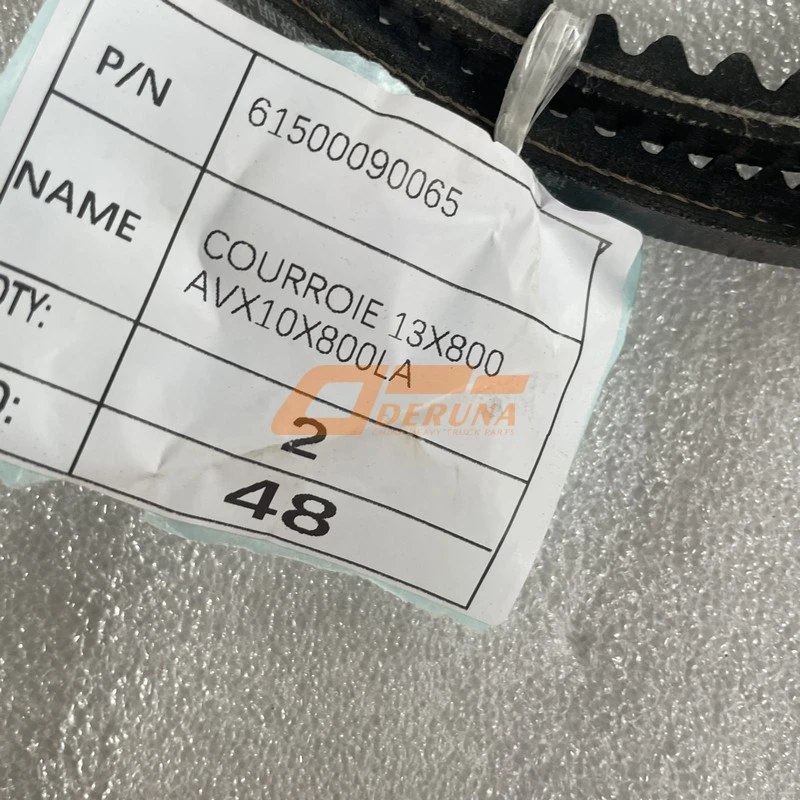 P/N 61500090065
NAME COURROIE 13X800
AVX10X800LA
QTY: 2
48
DERUNA